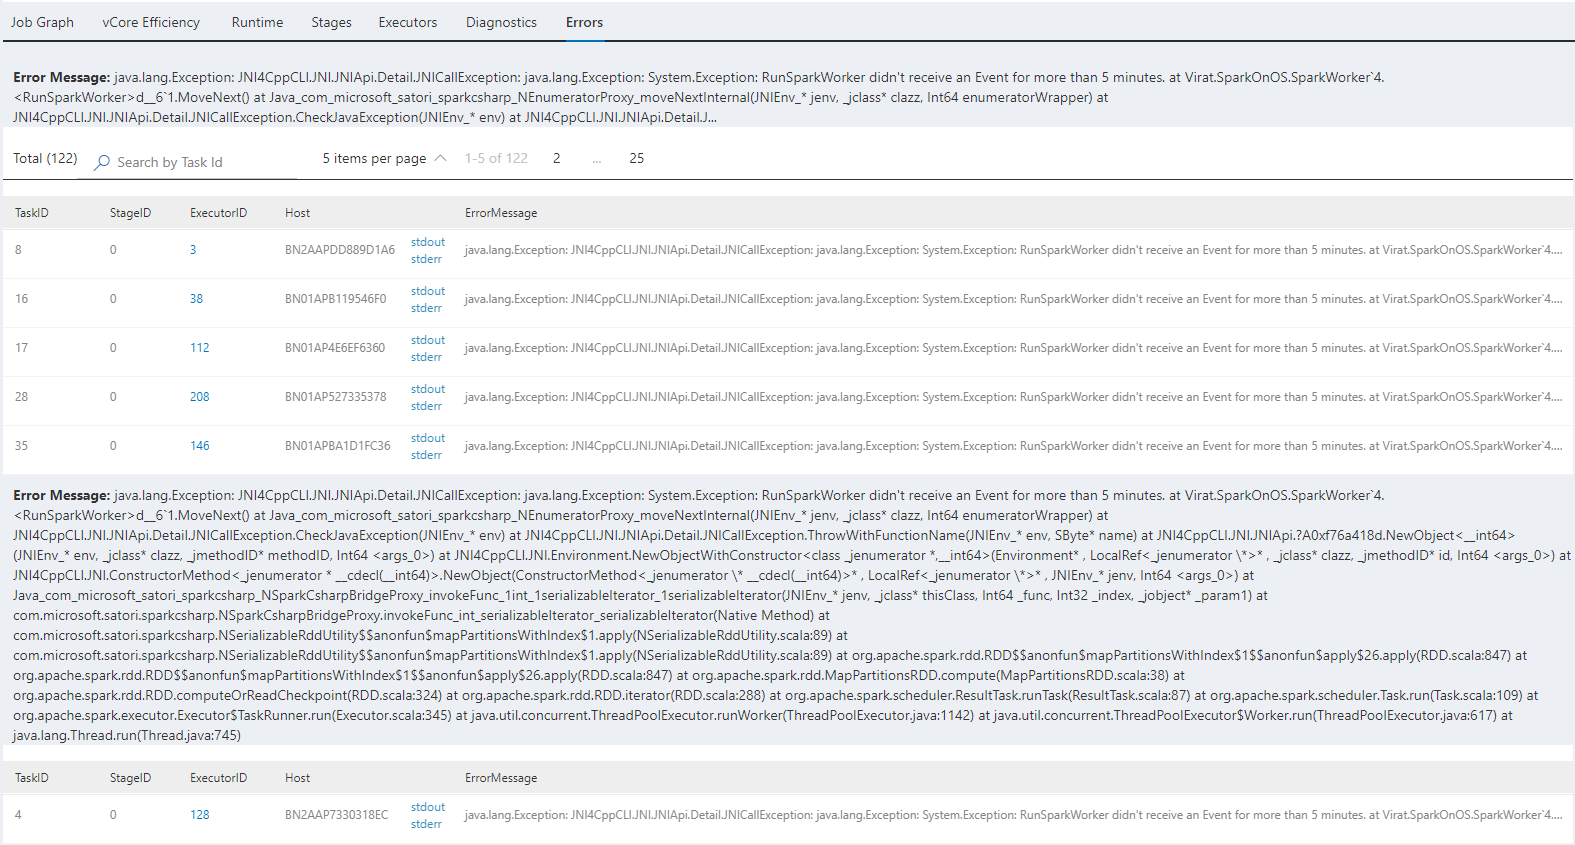 Job Graph vCore Efficiency Runtime Stages Executors Diagnostics Errors
Error Message: java.lang.Exception: JNI4CppCLI.JNI.JNIApi.Detail.JNICallException: java.lang.Exception: System.Exception: RunSparkWorker didn't receive an Event for more than 5 minutes. at Virat.SparkOnOS.SparkWorker`4.
<RunSparkWorker>d__6`1.MoveNext() at Java_com_microsoft_satori_sparkcsharp_NEnumeratorProxy_moveNextInternal(JNIEnv_* jenv, _jclass* clazz, Int64 enumeratorWrapper) at
JNI4CppCLI.JNI.JNIApi.Detail.JNICallException.CheckJavaException(JNIEnv_* env) at JNI4CppCLI.JNI.JNIApi.Detail.J...
Total (122) Search by Task Id 5 items per page 1-5 of 122 2 ... 25
TaskID StageID ExecutorID Host ErrorMessage
8 0 3 BN2AAPDD889D1A6 stdout stderr java.lang.Exception: JNI4CppCLI.JNI.JNIApi.Detail.JNICallException: java.lang.Exception: System.Exception: RunSparkWorker didn't receive an Event for more than 5 minutes. at Virat.SparkOnOS.SparkWorker`4....
16 0 38 BN01APB119546F0 stdout stderr java.lang.Exception: JNI4CppCLI.JNI.JNIApi.Detail.JNICallException: java.lang.Exception: System.Exception: RunSparkWorker didn't receive an Event for more than 5 minutes. at Virat.SparkOnOS.SparkWorker`4....
17 0 112 BN01AP4E6EF6360 stdout stderr java.lang.Exception: JNI4CppCLI.JNI.JNIApi.Detail.JNICallException: java.lang.Exception: System.Exception: RunSparkWorker didn't receive an Event for more than 5 minutes. at Virat.SparkOnOS.SparkWorker`4....
28 0 208 BN01AP527335378 stdout stderr java.lang.Exception: JNI4CppCLI.JNI.JNIApi.Detail.JNICallException: java.lang.Exception: System.Exception: RunSparkWorker didn't receive an Event for more than 5 minutes. at Virat.SparkOnOS.SparkWorker`4....
35 0 146 BN01APBA1D1FC36 stdout stderr java.lang.Exception: JNI4CppCLI.JNI.JNIApi.Detail.JNICallException: java.lang.Exception: System.Exception: RunSparkWorker didn't receive an Event for more than 5 minutes. at Virat.SparkOnOS.SparkWorker`4....
Error Message: java.lang.Exception: JNI4CppCLI.JNI.JNIApi.Detail.JNICallException: java.lang.Exception: System.Exception: RunSparkWorker didn't receive an Event for more than 5 minutes. at Virat.SparkOnOS.SparkWorker`4.
<RunSparkWorker>d__6`1.MoveNext() at Java_com_microsoft_satori_sparkcsharp_NEnumeratorProxy_moveNextInternal(JNIEnv_* jenv, _jclass* clazz, Int64 enumeratorWrapper) at
JNI4CppCLI.JNI.JNIApi.Detail.JNICallException.CheckJavaException(JNIEnv_* env) at JNI4CppCLI.JNI.JNIApi.Detail.JNICallException.ThrowWithFunctionName(JNIEnv_* env, SByte* name) at JNI4CppCLI.JNI.JNIApi.?A0xf76a418d.NewObject<__int64>
(JNIEnv_* env, _jclass* clazz, _jmethodID* methodID, Int64 <args_0>) at JNI4CppCLI.JNI.Environment.NewObjectWithConstructor<class _jenumerator *,__int64>(Environment* , LocalRef<_jenumerator \*>* , _jclass* clazz, _jmethodID* id, Int64 <args_0>) at
JNI4CppCLI.JNI.ConstructorMethod<_jenumerator * __cdecl(__int64)>.NewObject(ConstructorMethod<_jenumerator \* __cdecl(__int64)>* , LocalRef<_jenumerator \*>* , JNIEnv_* jenv, Int64 <args_0>) at
Java_com_microsoft_satori_sparkcsharp_NSparkCsharpBridgeProxy_invokeFunc_1int_1serializableIterator_1serializableIterator(JNIEnv_* jenv, _jclass* thisClass, Int64 _func, Int32 _index, _jobject* _param1) at
com.microsoft.satori.sparkcsharp.NSparkCsharpBridgeProxy.invokeFunc_int_serializableIterator_serializableIterator(Native Method) at
com.microsoft.satori.sparkcsharp.NSerializableRddUtility$$anonfun$mapPartitionsWithIndex$1.apply(NSerializableRddUtility.scala:89) at
com.microsoft.satori.sparkcsharp.NSerializableRddUtility$$anonfun$mapPartitionsWithIndex$1.apply(NSerializableRddUtility.scala:89) at org.apache.spark.rdd.RDD$$anonfun$mapPartitionsWithIndex$1$$anonfun$apply$26.apply(RDD.scala:847) at
org.apache.spark.rdd.RDD$$anonfun$mapPartitionsWithIndex$1$$anonfun$apply$26.apply(RDD.scala:847) at org.apache.spark.rdd.MapPartitionsRDD.compute(MapPartitionsRDD.scala:38) at
org.apache.spark.rdd.RDD.computeOrReadCheckpoint(RDD.scala:324) at org.apache.spark.rdd.RDD.iterator(RDD.scala:288) at org.apache.spark.scheduler.ResultTask.runTask(ResultTask.scala:87) at org.apache.spark.scheduler.Task.run(Task.scala:109) at
org.apache.spark.executor.Executor$TaskRunner.run(Executor.scala:345) at java.util.concurrent.ThreadPoolExecutor.runWorker(ThreadPoolExecutor.java:1142) at java.util.concurrent.ThreadPoolExecutor$Worker.run(ThreadPoolExecutor.java:617) at
java.lang.Thread.run(Thread.java:745)
TaskID StageID ExecutorID Host ErrorMessage
4 0 128 BN2AAP7330318EC stdout stderr java.lang.Exception: JNI4CppCLI.JNI.JNIApi.Detail.JNICallException: java.lang.Exception: System.Exception: RunSparkWorker didn't receive an Event for more than 5 minutes. at Virat.SparkOnOS.SparkWorker`4....